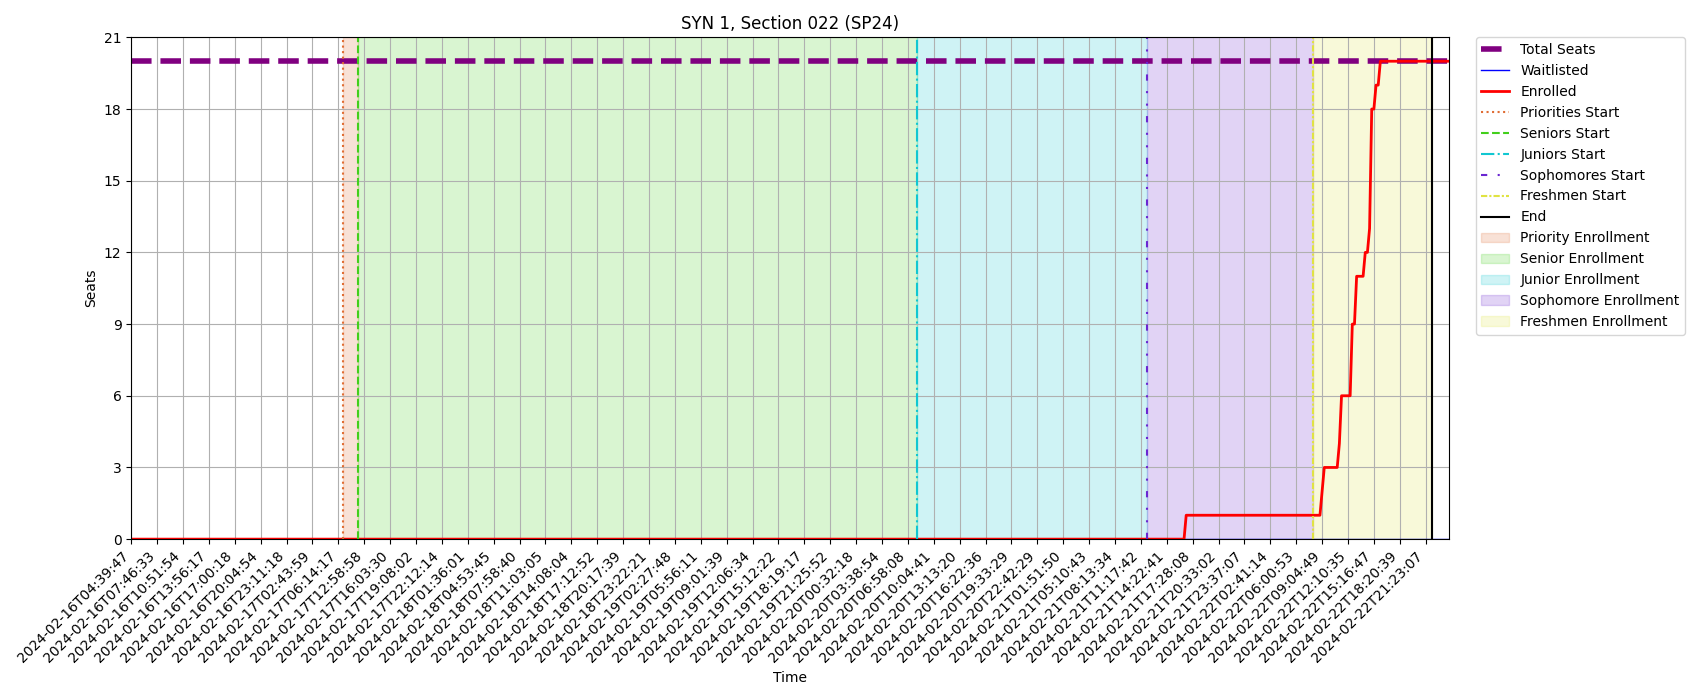 SYN 1, Section 022 (SP24)
21
18
15
12
9
6
3
0
Seats
2024-02-16T04:39:47
2024-02-16T07:46:33
2024-02-16T10:51:54
2024-02-16T13:56:17
2024-02-16T17:00:18
2024-02-16T20:04:54
2024-02-16T23:11:18
2024-02-17T02:43:59
2024-02-17T06:14:17
2024-02-17T12:58:58
2024-02-17T16:03:30
2024-02-17T19:08:02
2024-02-17T22:12:14
2024-02-18T01:36:01
2024-02-18T04:53:45
2024-02-18T07:58:40
2024-02-18T11:03:05
2024-02-18T14:08:04
2024-02-18T17:12:52
2024-02-18T20:17:39
2024-02-18T23:22:21
2024-02-19T02:27:48
2024-02-19T05:56:11
2024-02-19T09:01:39
2024-02-19T12:06:34
2024-02-19T15:12:22
2024-02-19T18:19:17
2024-02-19T21:25:52
2024-02-20T00:32:18
2024-02-20T03:38:54
2024-02-20T06:58:08
2024-02-20T10:04:41
2024-02-20T13:13:20
2024-02-20T16:22:36
2024-02-20T19:33:29
2024-02-20T22:42:29
2024-02-21T01:51:50
2024-02-21T05:10:43
2024-02-21T08:13:34
2024-02-21T11:17:42
2024-02-21T14:22:41
2024-02-21T17:28:08
2024-02-21T20:33:02
2024-02-21T23:37:07
2024-02-22T02:41:14
2024-02-22T06:00:53
2024-02-22T09:04:49
2024-02-22T12:10:35
2024-02-22T15:16:47
2024-02-22T18:20:39
2024-02-22T21:23:07
Time
Total Seats
Waitlisted
Enrolled
Priorities Start
Seniors Start
Juniors Start
Sophomores Start
Freshmen Start
End
Priority Enrollment
Senior Enrollment
Junior Enrollment
Sophomore Enrollment
Freshmen Enrollment